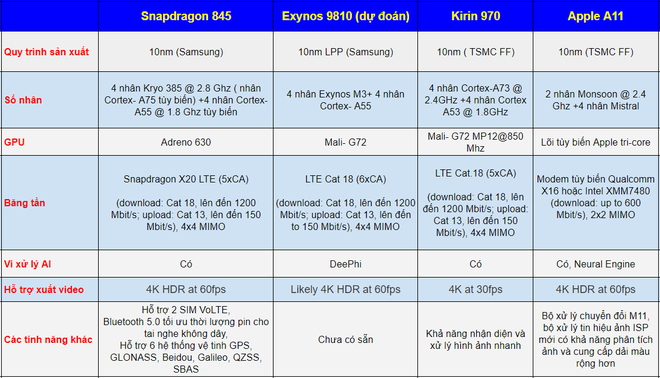 Snapdragon 845 Exynos 9810 (dự đoán) Kirin 970 Apple A11
Quy trình sản xuất 10nm (Samsung) 10nm LPP (Samsung) 10nm ( TSMC FF) 10nm (TSMC FF)
Số nhân
4 nhân Kryo 385 @ 2.8 Ghz ( nhân
Cortex- A75 tùy biến) +4 nhân Cortex-
A55 @ 1.8 Ghz tùy biến
4 nhân Exynos M3+ 4 nhân
Cortex- A55
4 nhân Cortex-A73 @
2.4GHz +4 nhân Cortex
A53 @ 1.8GHz
2 nhân Monsoon @ 2.4
Ghz +4 nhân Mistral
GPU Adreno 630 Mali- G72
Mali- G72 MP12@850
Mhz
Lõi tùy biến Apple tri-core
Băng tần
Snapdragon X20 LTE (5xCA)
(download: Cat 18, lên đến 1200
Mbit/s; upload: Cat 13, lên đến 150
Mbit/s), 4x4 MIMO
LTE Cat 18 (6xCA)
(download: Cat 18, lên đến 1200
Mbit/s; upload: Cat 13, lên đến
to 150 Mbit/s), 4x4 MIMO
LTE Cat 18 (5xCA)
(download: Cat 18, lên
đến 1200 Mbit/s; upload:
Cat 13, lên đến 150
Mbit/s), 4x4 MIMO
Modem tùy biến Qualcomm
X16 hoặc Intel XMM7480
(download: up to 600
Mbit/s), 2x2 MIMO
Vi xử lý AI Có DeePhi Có Có, Neural Engine
Hỗ trợ xuất video 4K HDR at 60fps Likely 4K HDR at 60fps 4K at 30fps 4K HDR at 60fps
Các tính năng khác
Hỗ trợ 2 SIM VoLTE,
Bluetooth 5.0 tối ưu thời lượng pin cho
tai nghe không dây,
Hỗ trợ 6 hệ thống vệ tinh GPS,
GLONASS, Beidou, Galileo, QZSS,
SBAS
Chưa có sẵn
Khả năng nhận diện và
xử lý hình ảnh nhanh
Bộ xử lý chuyển đổi M11,
bộ xử lý tin hiệu ảnh ISP
mới có khả năng phân tích
ảnh và cung cấp dải màu
rộng hơn